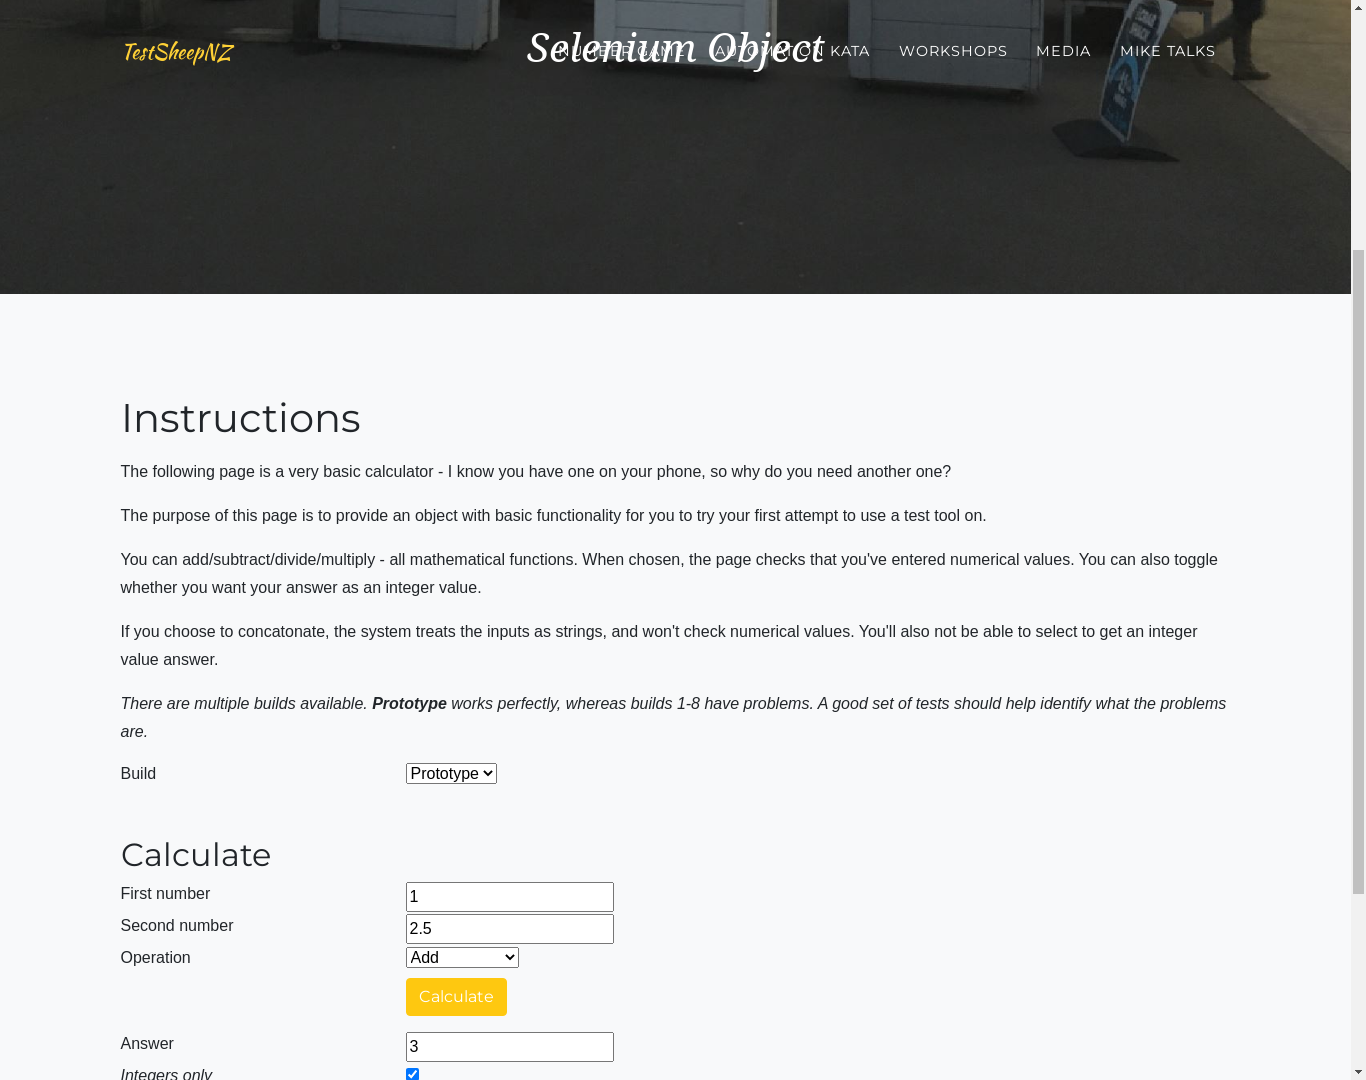 TestSheepNZ
NUMBER GAME AUTOMATION KATA WORKSHOPS MEDIA MIKE TALKS
Selenium Object
Instructions
The following page is a very basic calculator - I know you have one on your phone, so why do you need another one?
The purpose of this page is to provide an object with basic functionality for you to try your first attempt to use a test tool on.
You can add/subtract/divide/multiply - all mathematical functions. When chosen, the page checks that you've entered numerical values. You can also toggle
whether you want your answer as an integer value.
If you choose to concatonate, the system treats the inputs as strings, and won't check numerical values. You'll also not be able to select to get an integer
value answer.
There are multiple builds available. Prototype works perfectly, whereas builds 1-8 have problems. A good set of tests should help identify what the problems
are.
Build Prototype
Calculate
First number 1
Second number 2.5
Operation Add
Calculate
Answer 3
Integers only